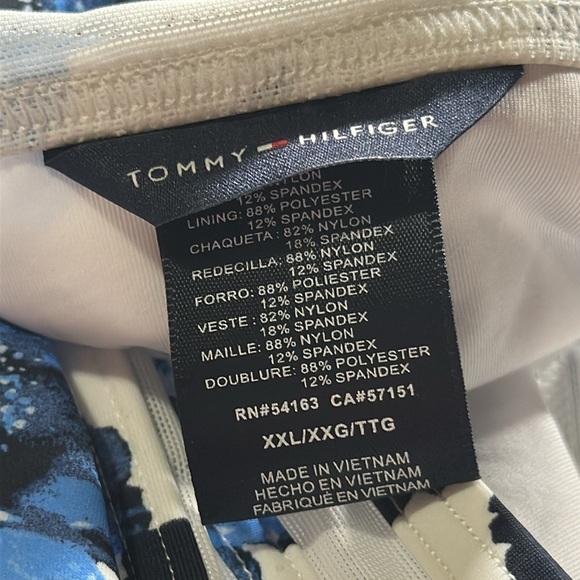 TOMMY HILFIGER
NYLON
12% SPANDEX
LINING: 88% POLYESTER
12% SPANDEX
CHAQUETA: 82% NYLON
18% SPANDEX
REDECILLA: 88% NYLON
12% SPANDEX
FORRO: 88% POLIESTER
12% SPANDEX
VESTE: 82% NYLON
18% SPANDEX
MAILLE: 88% NYLON
12% SPANDEX
DOUBLURE: 88% POLYESTER
12% SPANDEX
RN#54163 CA#57151
XXL/XXG/TTG
MADE IN VIETNAM
HECHO EN VIETNAM
FABRIQUÉ EN VIETNAM